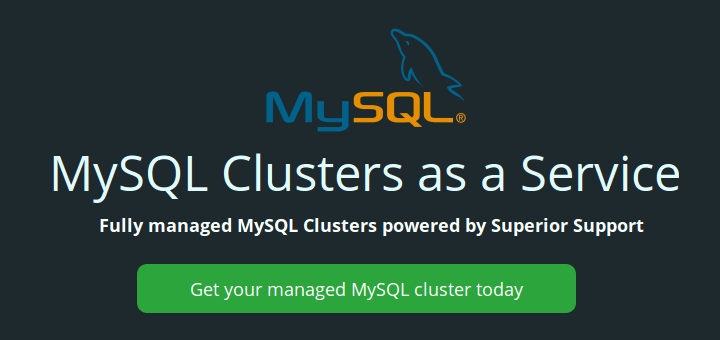 MySQL®
MySQL Clusters as a Service
Fully managed MySQL Clusters powered by Superior Support
Get your managed MySQL cluster today